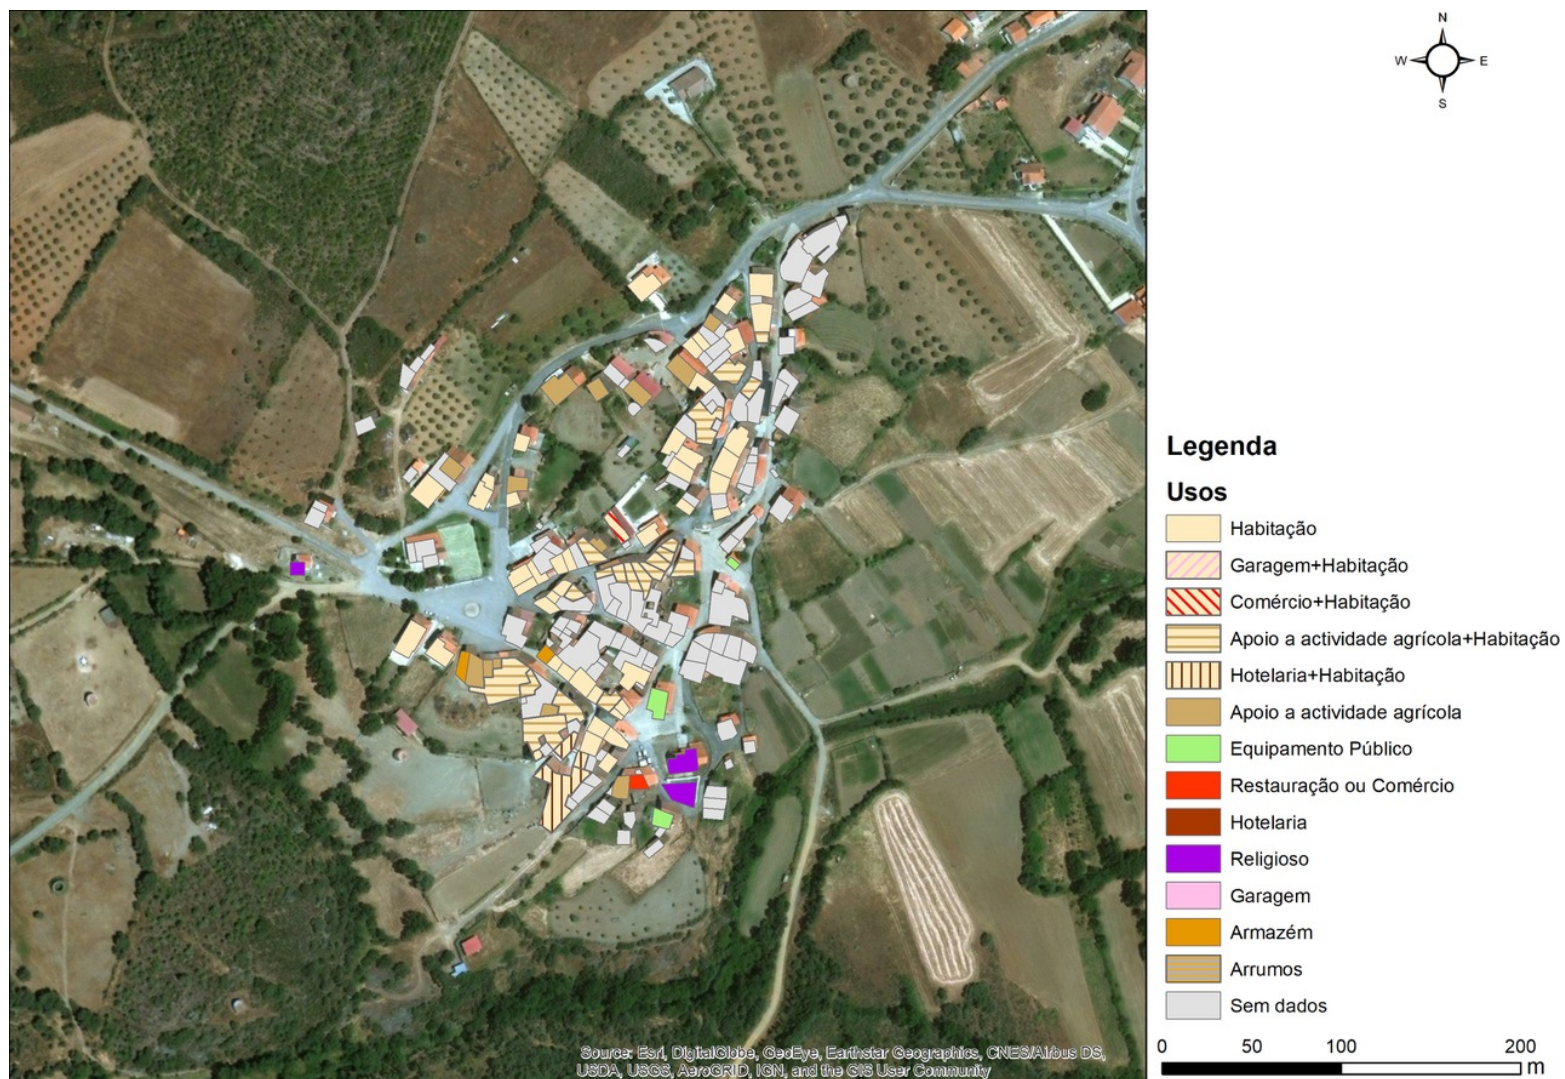 N
W E
S
Legenda
Usos
Habitação
Garagem+Habitação
Comércio+Habitação
Apoio a actividade agrícola+Habitação
Hotelaria+Habitação
Apoio a actividade agrícola
Equipamento Público
Restauração ou Comércio
Hotelaria
Religioso
Garagem
Armazém
Arrumos
Sem dados
0 50 100 200
m
Source: Esri, DigitalGlobe, GeoEye, Earthstar Geographics, CNES/Airbus DS,
USDA, USGS, AeroGRID, IGN, and the GIS User Community